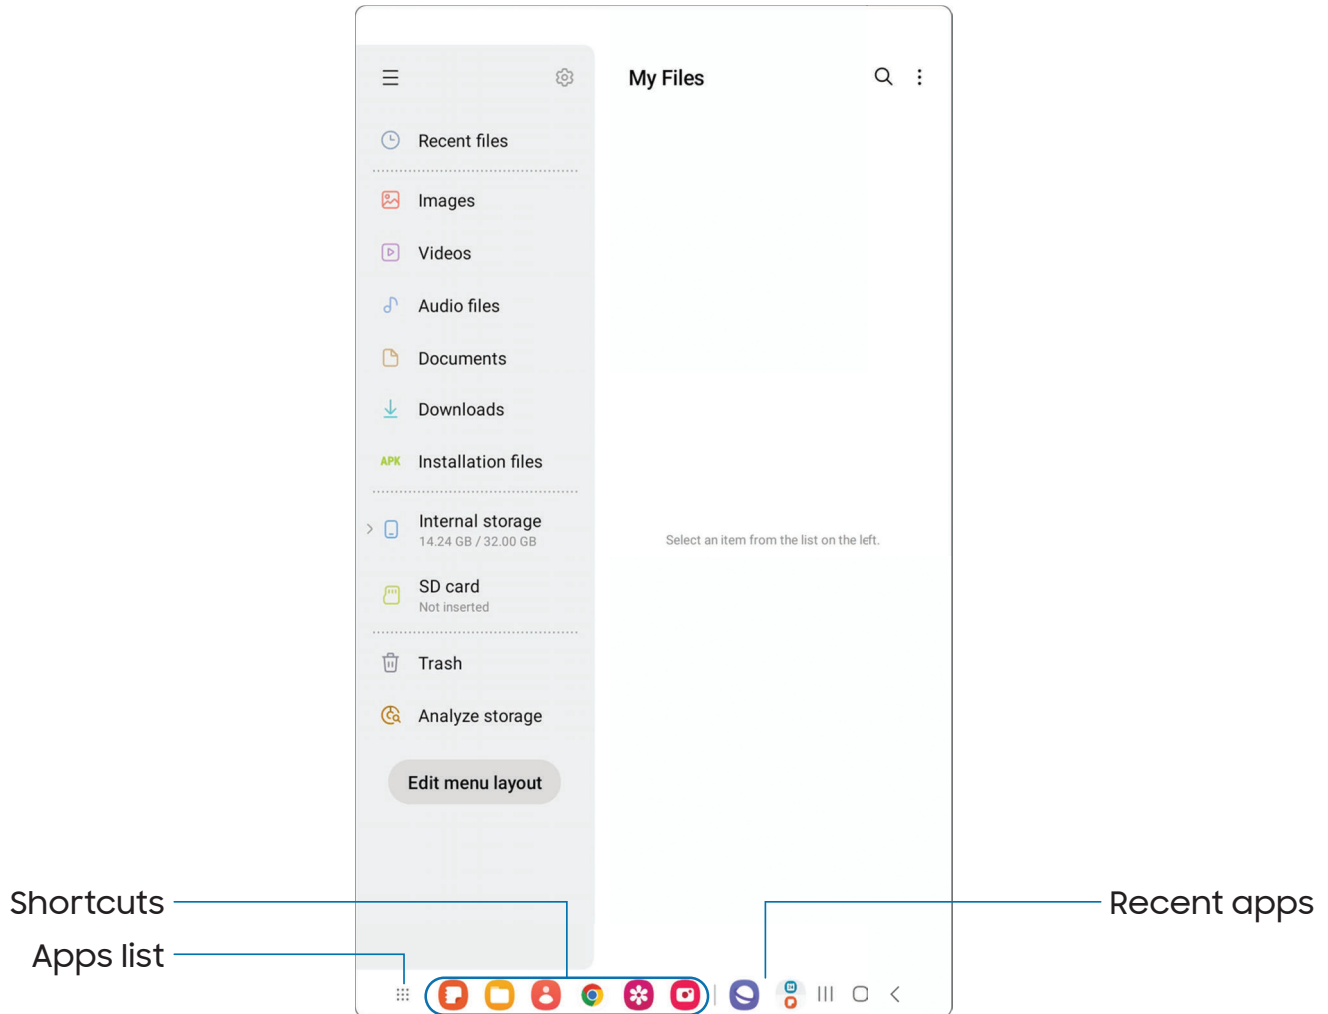 My Files
Recent files
Images
Videos
Audio files
Documents
Downloads
APK Installation files
Internal storage
14.24 GB / 32.00 GB
Select an item from the list on the left.
SD card
Not inserted
Trash
Analyze storage
Edit menu layout
Shortcuts
Recent apps
Apps list